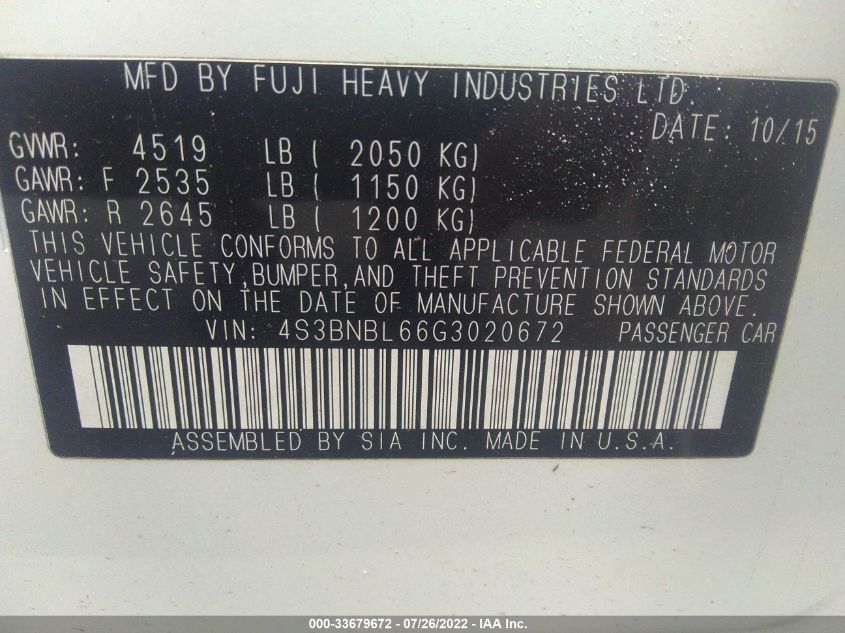 MFD BY FUJI HEAVY INDUSTRIES LTD.
DATE: 10/15
GVWR: 4519 LB ( 2050 KG)
GAWR: F 2535 LB ( 1150 KG)
GAWR: R 2645 LB ( 1200 KG)
THIS VEHICLE CONFORMS TO ALL APPLICABLE FEDERAL MOTOR
VEHICLE SAFETY,BUMPER,AND THEFT PREVENTION STANDARDS
IN EFFECT ON THE DATE OF MANUFACTURE SHOWN ABOVE.
VIN: 4S3BNBL66G3020672 PASSENGER CAR
ASSEMBLED BY SIA INC. MADE IN U.S.A.
000-33679672 - 07/26/2022 - IAA Inc.